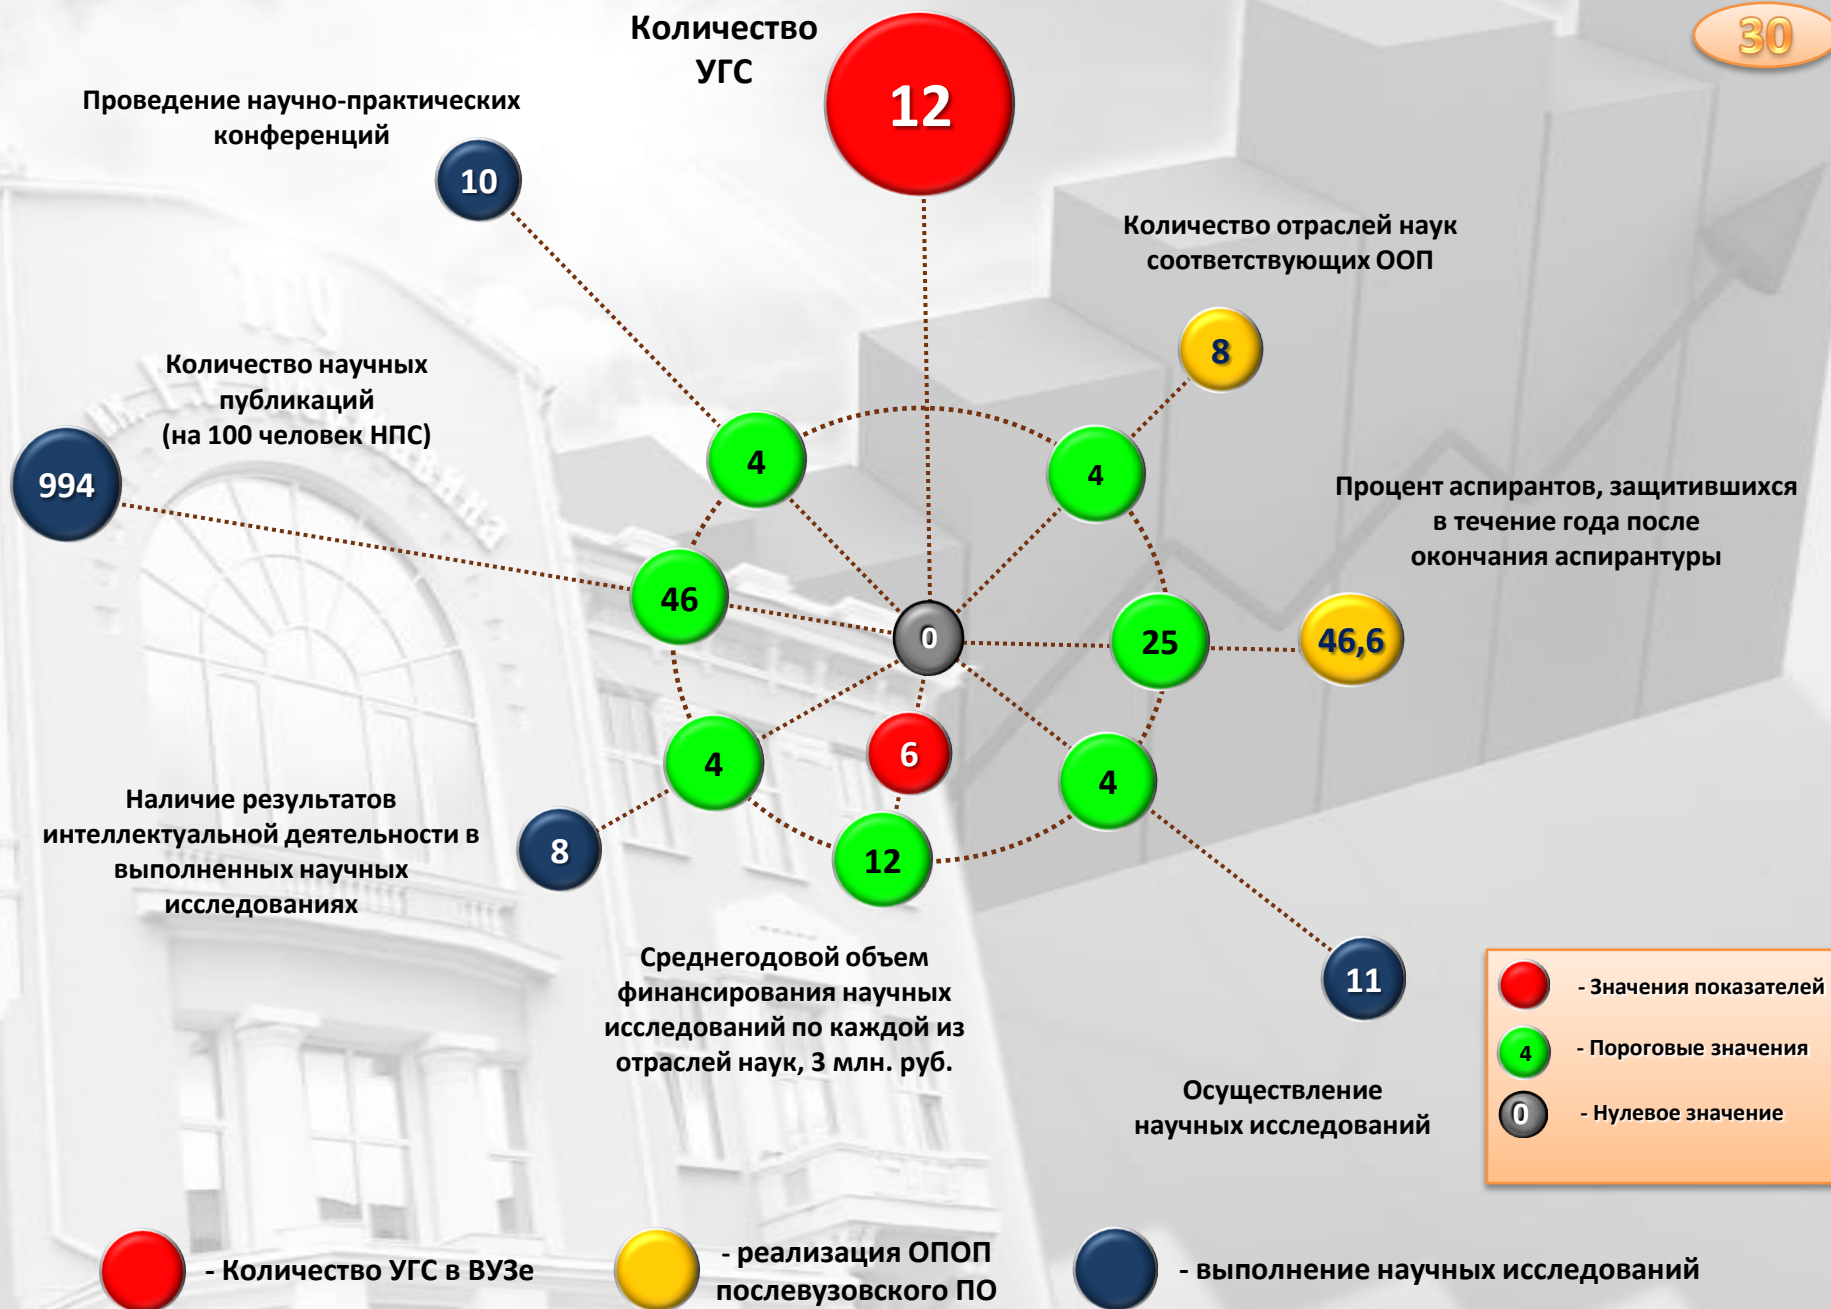 Количество
УГС
12
30
Проведение научно-практических
конференций
10
Количество отраслей наук
соответствующих ООП
8
Количество научных
публикаций
(на 100 человек НПС)
994
4
4
Процент аспирантов, защитившихся
в течение года после
окончания аспирантуры
46
0
25
46,6
4
6
4
12
8
Наличие результатов
интеллектуальной деятельности в
выполненных научных
исследованиях
Среднегодовой объем
финансирования научных
исследований по каждой из
отраслей наук, 3 млн. руб.
11
Осуществление
научных исследований
- Значения показателей
4 - Пороговые значения
0 - Нулевое значение
- Количество УГС в ВУЗе
- реализация ОПОП
послевузовского ПО
- выполнение научных исследований